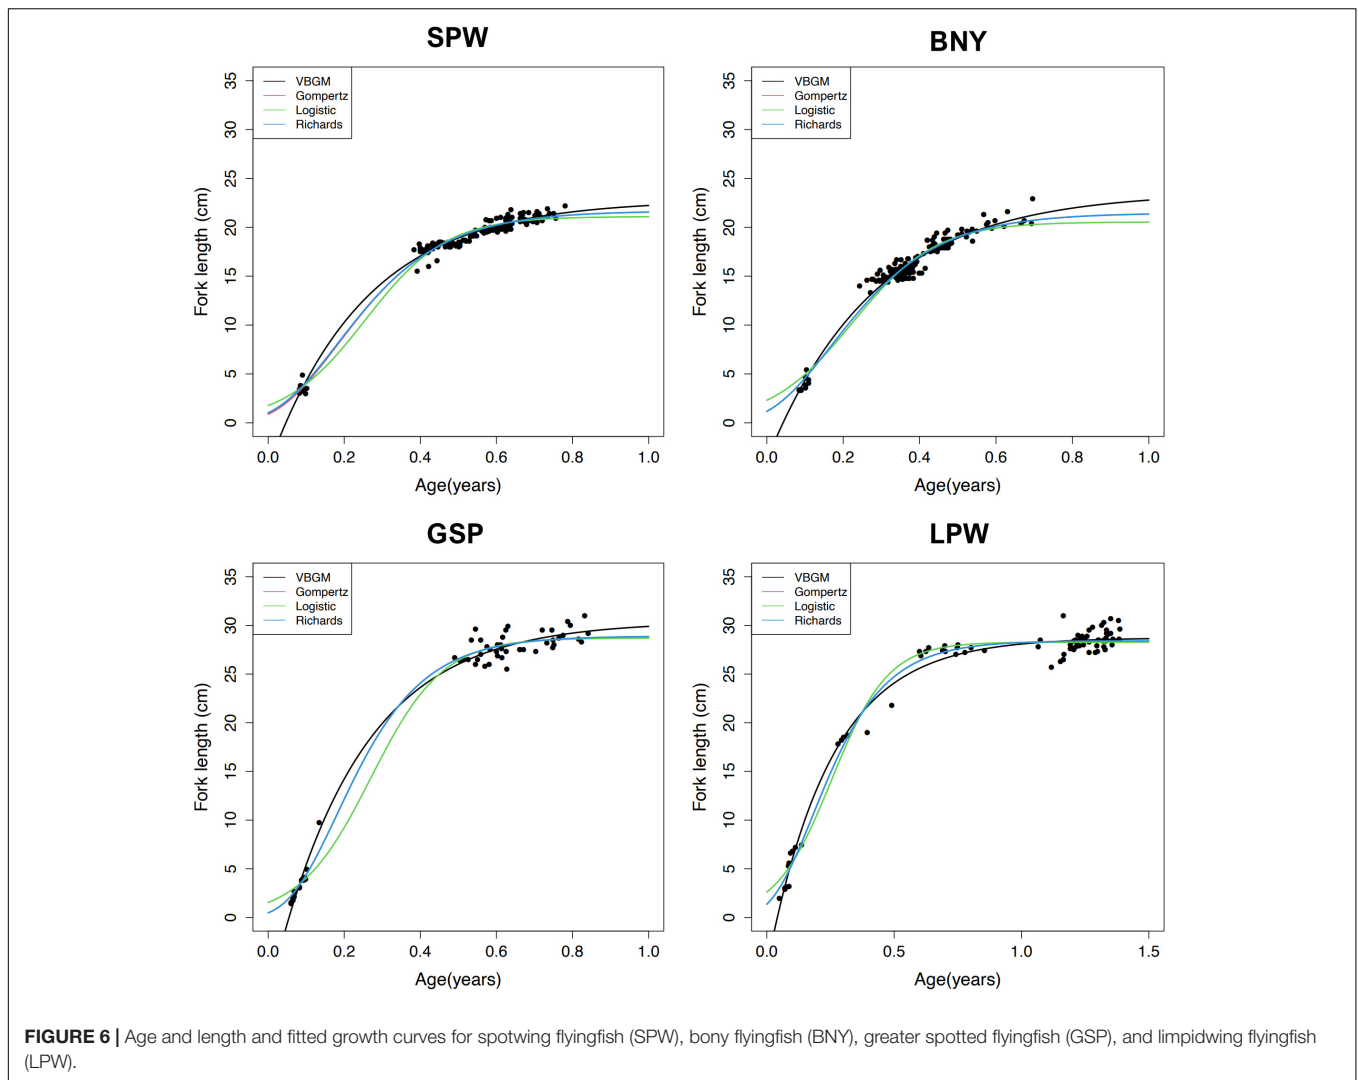 SPW
VBGM
Gompertz
Logistic
Richards
35
30
25
20
15
10
5
0
Fork length (cm)
0.0 0.2 0.4 0.6 0.8 1.0
Age(years)
BNY
VBGM
Gompertz
Logistic
Richards
35
30
25
20
15
10
5
0
Fork length (cm)
0.0 0.2 0.4 0.6 0.8 1.0
Age(years)
GSP
VBGM
Gompertz
Logistic
Richards
35
30
25
20
15
10
5
0
Fork length (cm)
0.0 0.2 0.4 0.6 0.8 1.0
Age(years)
LPW
VBGM
Gompertz
Logistic
Richards
35
30
25
20
15
10
5
0
Fork length (cm)
0.0 0.5 1.0 1.5
Age(years)
FIGURE 6 | Age and length and fitted growth curves for spotwing flyingfish (SPW), bony flyingfish (BNY), greater spotted flyingfish (GSP), and limpidwing flyingfish
(LPW).